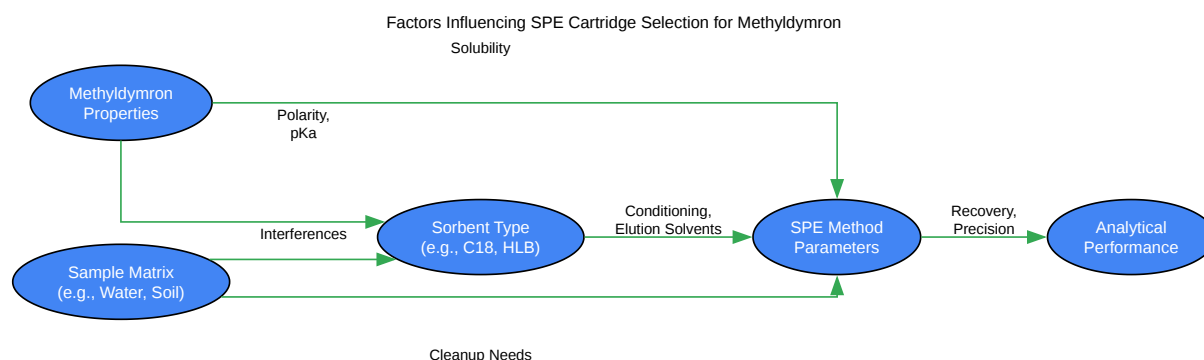 Factors Influencing SPE Cartridge Selection for Methyldymron
Solubility
Methyldymron
Properties
Polarity,
pKa
Interferences
Sorbent Type
(e.g., C18, HLB)
Conditioning,
Elution Solvents
SPE Method
Parameters
Recovery,
Precision
Analytical
Performance
Sample Matrix
(e.g., Water, Soil)
Cleanup Needs